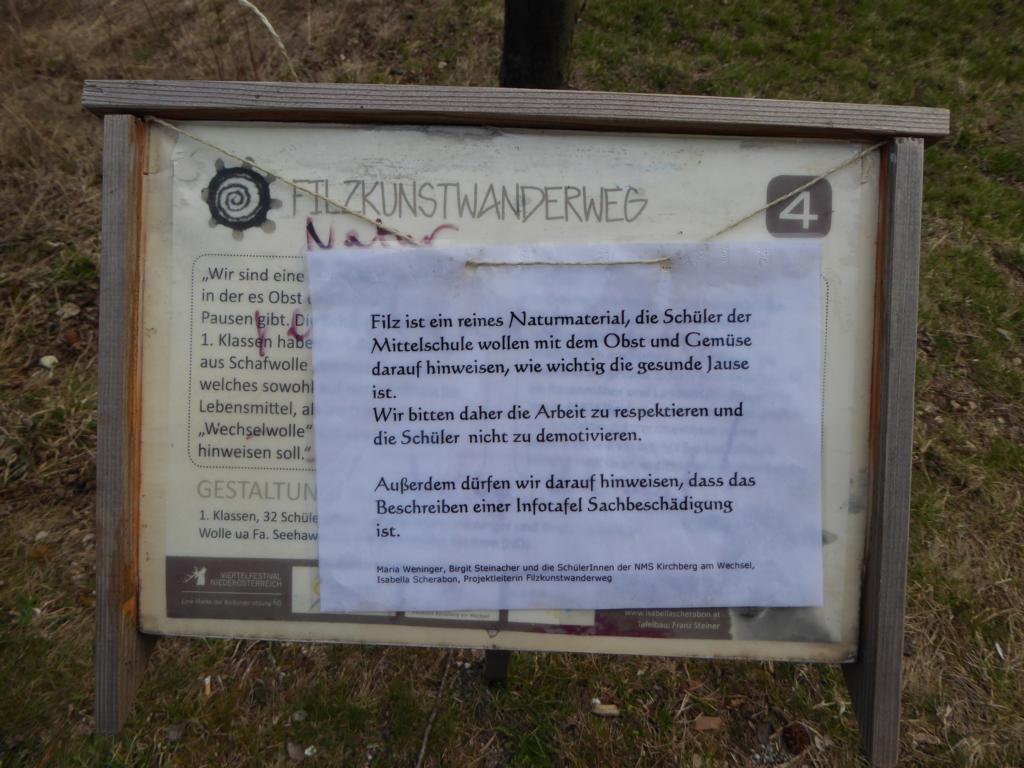 FILZKUNSTWANDERWEG
4
Natur
„Wir sind eine
in der es Obst
Pausen gibt. Di
1. Klassen habe
aus Schafwolle
welches sowohl
Lebensmittel, al
„Wechselwolle"
hinweisen soll."
GESTALTUN
1. Klassen, 32 Schüle
Wolle ua Fa. Seehaw
VIERTELFESTIVAL
NIEDERÖSTERREICH
Filz ist ein reines Naturmaterial, die Schüler der
Mittelschule wollen mit dem Obst und Gemüse
darauf hinweisen, wie wichtig die gesunde Jause
ist.
Wir bitten daher die Arbeit zu respektieren und
die Schüler nicht zu demotivieren.
Außerdem dürfen wir darauf hinweisen, dass das
Beschreiben einer Infotafel Sachbeschädigung
ist.
Maria Weninger, Birgit Steinacher und die SchülerInnen der NMS Kirchberg am Wechsel,
Isabella Scherabon, Projektleiterin Filzkunstwanderweg
www.isabellascherabon.at
Tafelbau: Franz Steiner